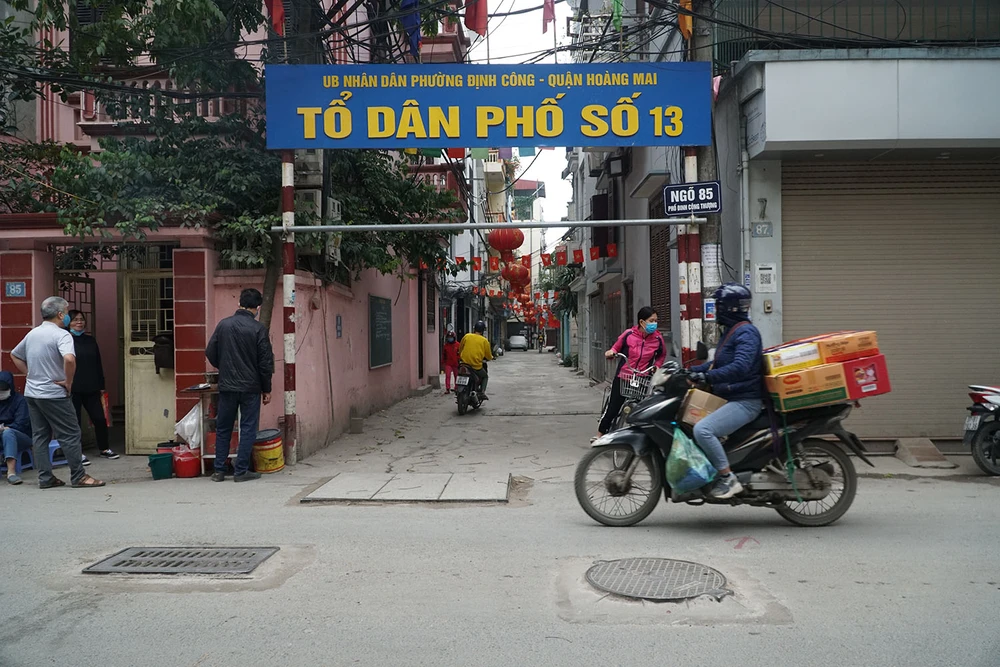 UB NHÂN DÂN PHƯỜNG ĐỊNH CÔNG - QUẬN HOÀNG MAI
TỔ DÂN PHỐ SỐ 13
NGÕ 85
PHỐ ĐỊNH CÔNG THƯỢNG
87
85